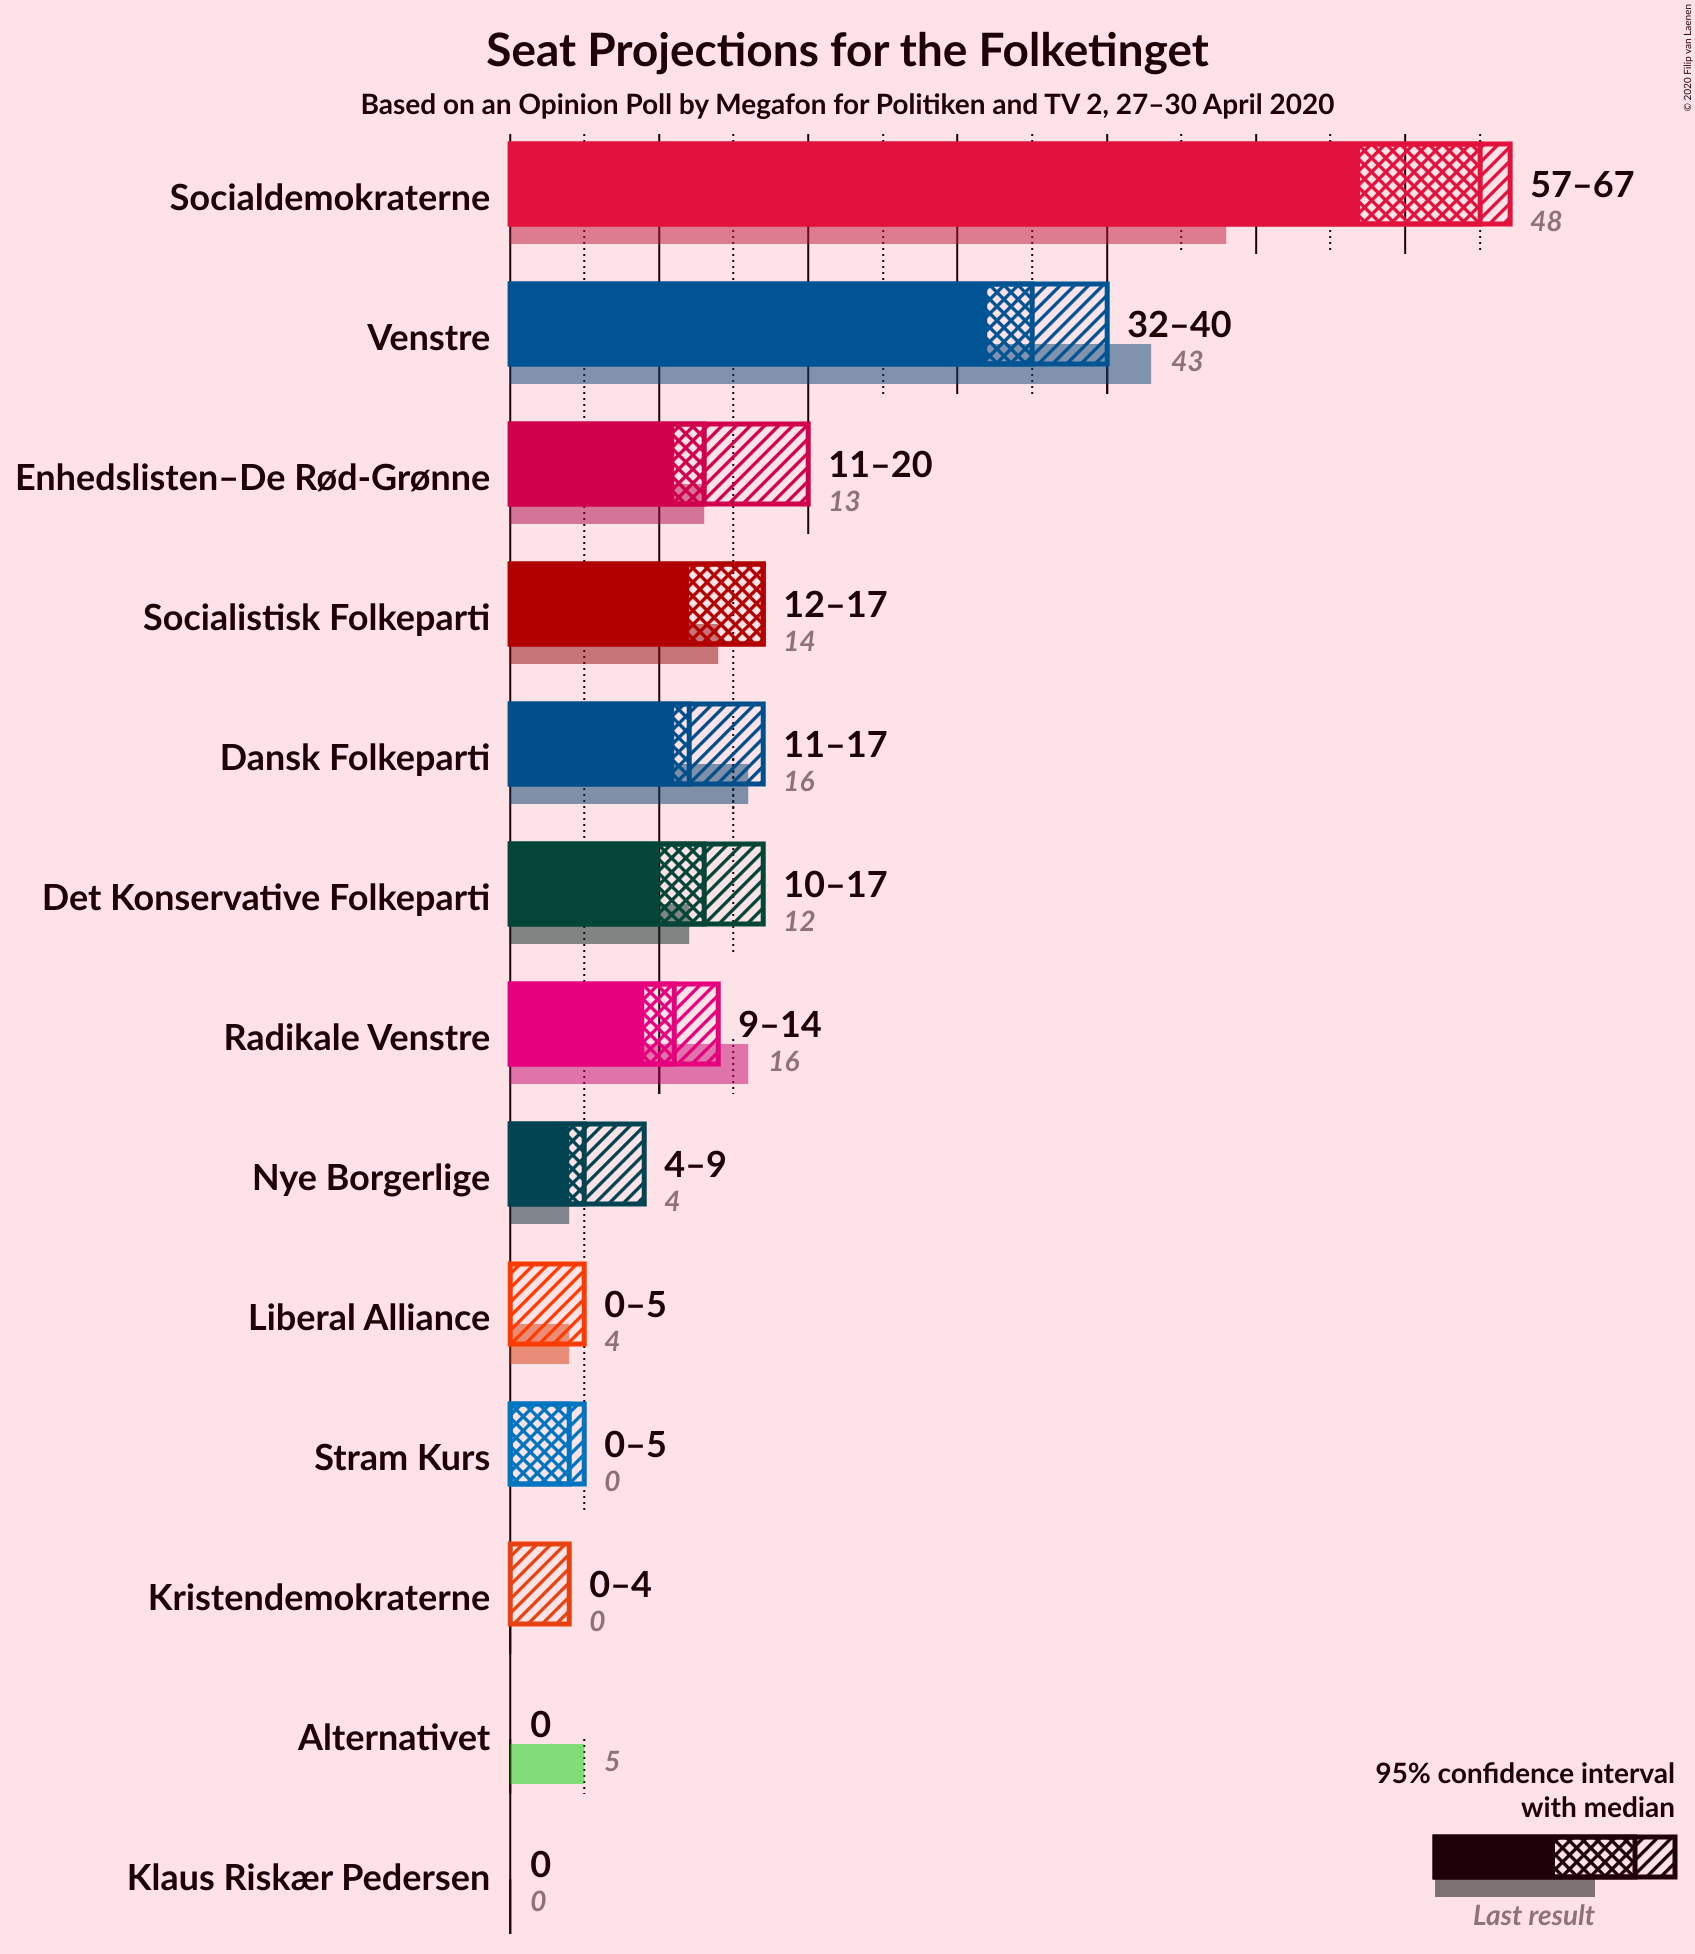 Seat Projections for the Folketinget
Based on an Opinion Poll by Megafon for Politiken and TV 2, 27–30 April 2020
© 2020 Filip van Laenen
Socialdemokraterne
57–67
48
Venstre
32–40
43
Enhedslisten–De Rød-Grønne
11–20
13
Socialistisk Folkeparti
12–17
14
Dansk Folkeparti
11–17
16
Det Konservative Folkeparti
10–17
12
Radikale Venstre
9–14
16
Nye Borgerlige
4–9
4
Liberal Alliance
0–5
4
Stram Kurs
0–5
0
Kristendemokraterne
0–4
0
Alternativet
0
5
Klaus Riskær Pedersen
0
0
95% confidence interval
with median
Last result